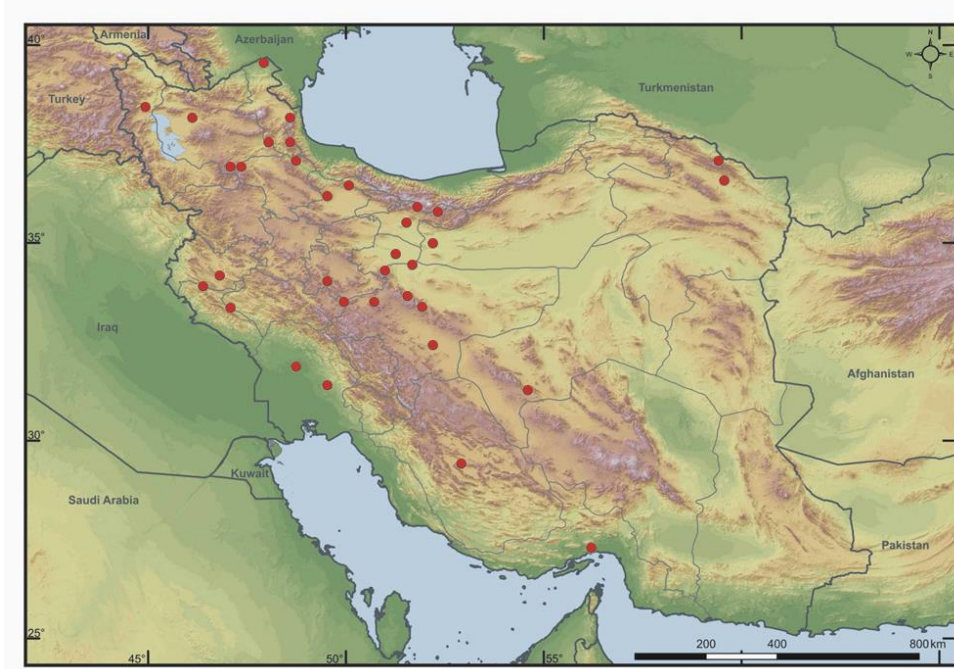 Armenia
Azerbaijan
40°
N
W E
S
Turkey
Turkmenistan
35°
Iraq
Afghanistan
30°
Kuwait
Saudi Arabia
Pakistan
25°
200 400 800 km
45° 50° 55°